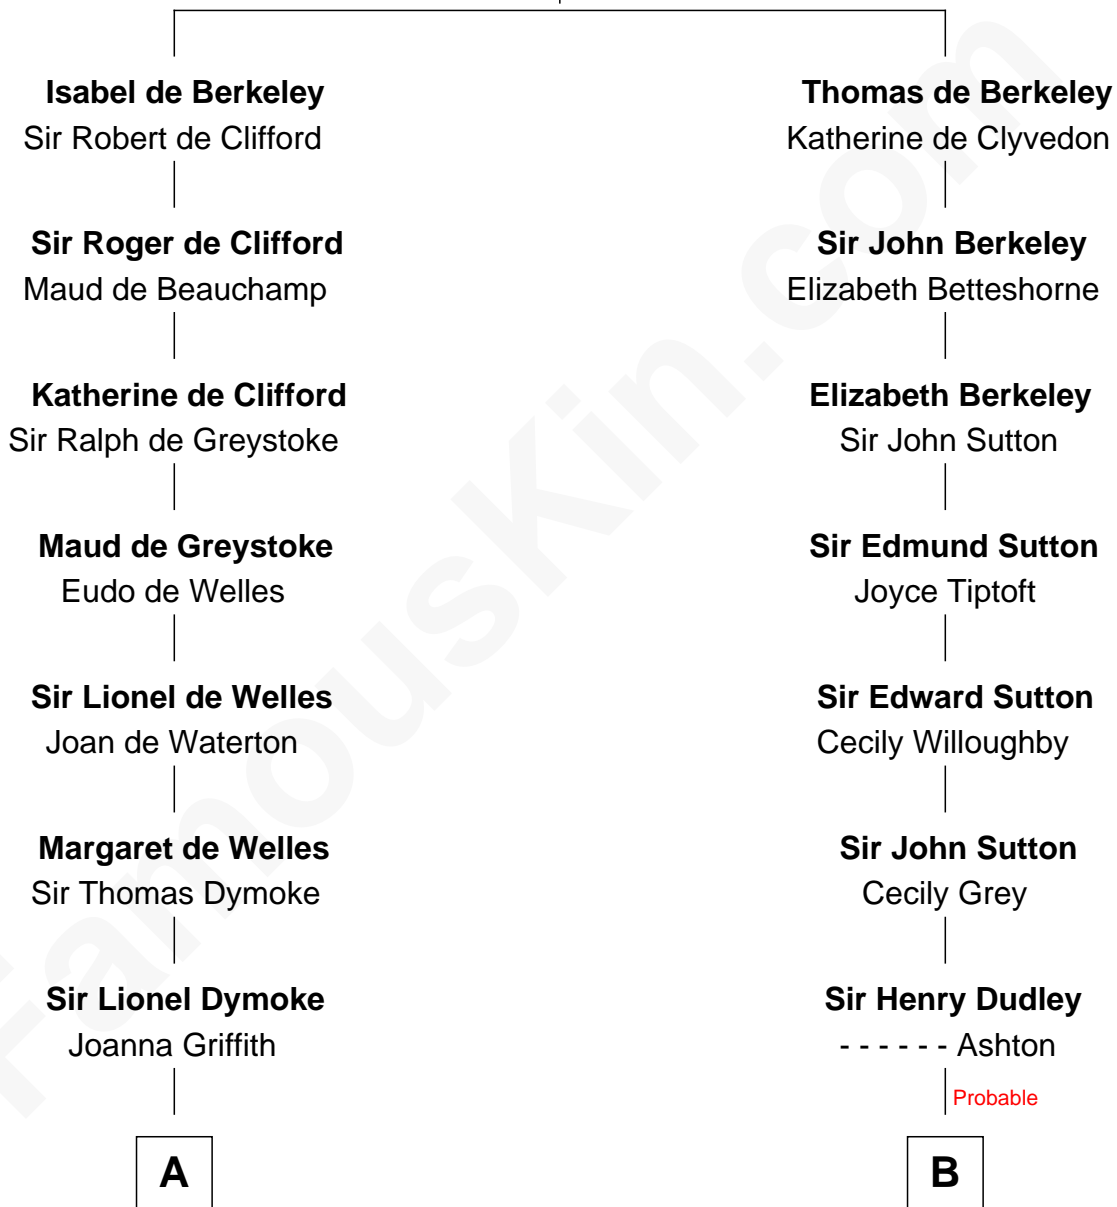 Isabel de Berkeley
Sir Robert de Clifford
Sir Roger de Clifford
Maud de Beauchamp
Katherine de Clifford
Sir Ralph de Greystoke
Maud de Greystoke
Eudo de Welles
Sir Lionel de Welles
Joan de Waterton
Margaret de Welles
Sir Thomas Dymoke
Sir Lionel Dymoke
Joanna Griffith
A
Thomas de Berkeley
Katherine de Clyvedon
Sir John Berkeley
Elizabeth Betteshorne
Elizabeth Berkeley
Sir John Sutton
Sir Edmund Sutton
Joyce Tiptoft
Sir Edward Sutton
Cecily Willoughby
Sir John Sutton
Cecily Grey
Sir Henry Dudley
- - - - - - Ashton
Probable
B
FamousKin.com